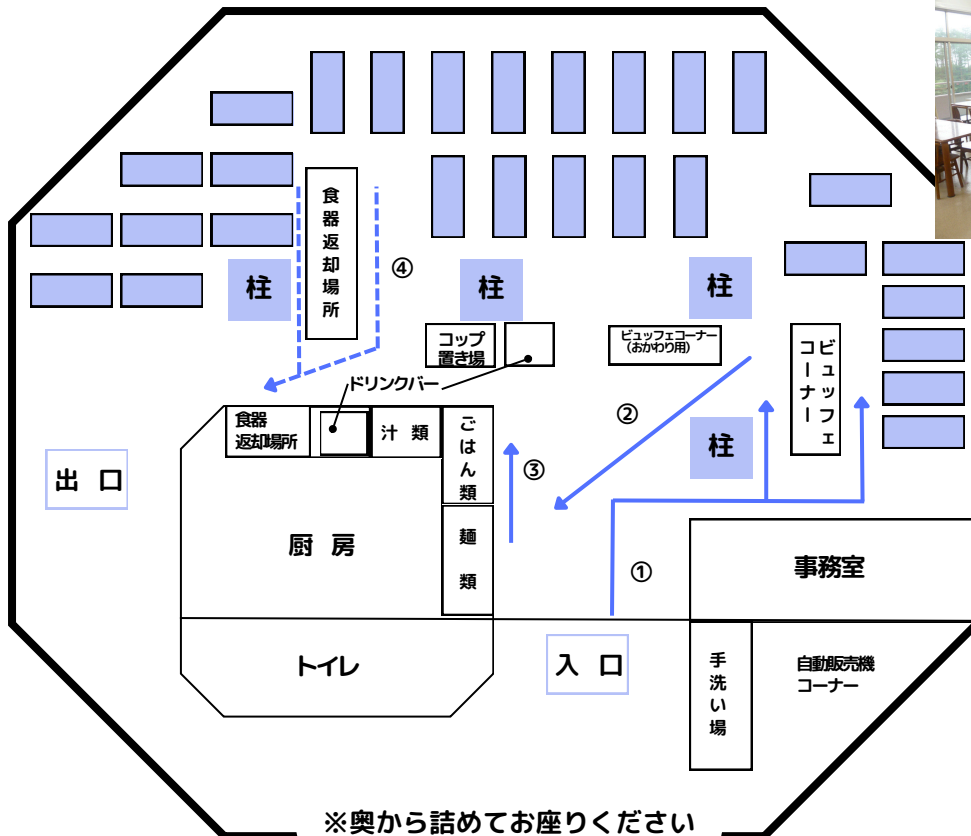 食器返却場所
④
柱
柱
柱
コップ
置き場
ビュッフェコーナー
(おかわり用)
ビュッフェ
コーナー
ドリンクバー
②
食器
返却場所
汁 類
ごはん類
③
柱
出 口
厨 房
麺 類
①
事務室
トイレ
入 口
手洗い場
自動販売機
コーナー
※奥から詰めてお座りください